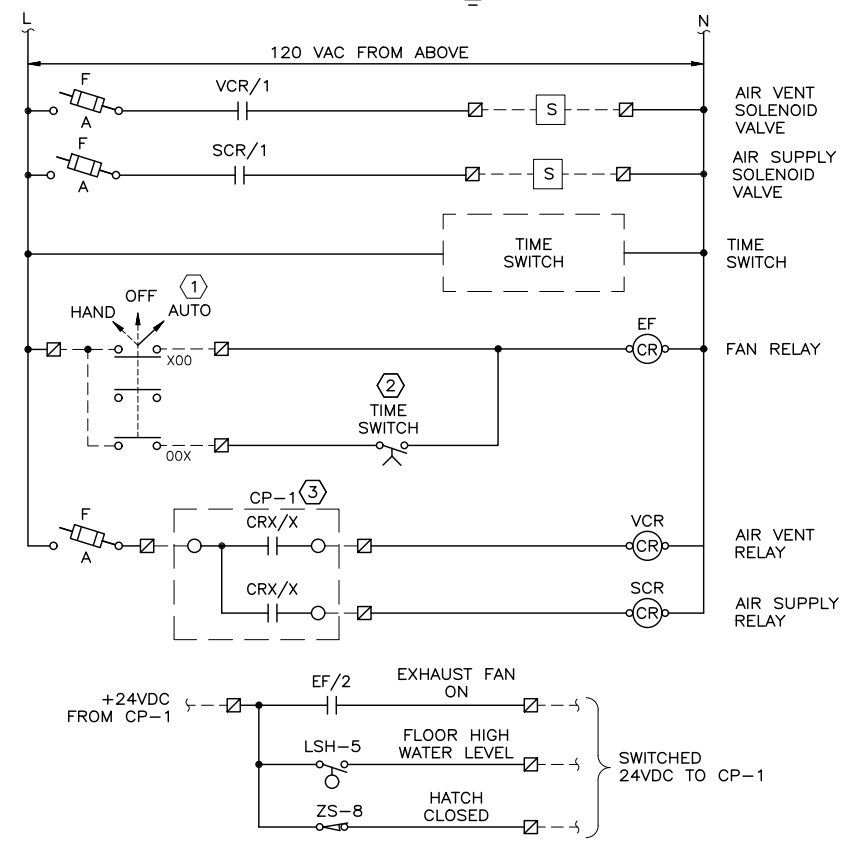 L
N
120 VAC FROM ABOVE
F
A
VCR/1
S
AIR VENT
SOLENOID
VALVE
F
A
SCR/1
S
AIR SUPPLY
SOLENOID
VALVE
TIME
SWITCH
TIME
SWITCH
HAND
OFF
AUTO
1
X00
EF
CR
FAN RELAY
2
TIME
SWITCH
00X
F
A
CP-1
3
CRX/X
VCR
CR
AIR VENT
RELAY
CRX/X
SCR
CR
AIR SUPPLY
RELAY
+24VDC
FROM CP-1
EF/2
EXHAUST FAN
ON
LSH-5
FLOOR HIGH
WATER LEVEL
ZS-8
HATCH
CLOSED
SWITCHED
24VDC TO CP-1